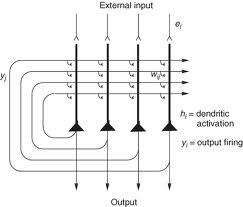 External input
e_i
y_j
w_ij
h_i = dendritic
activation
y_i = output firing
Output